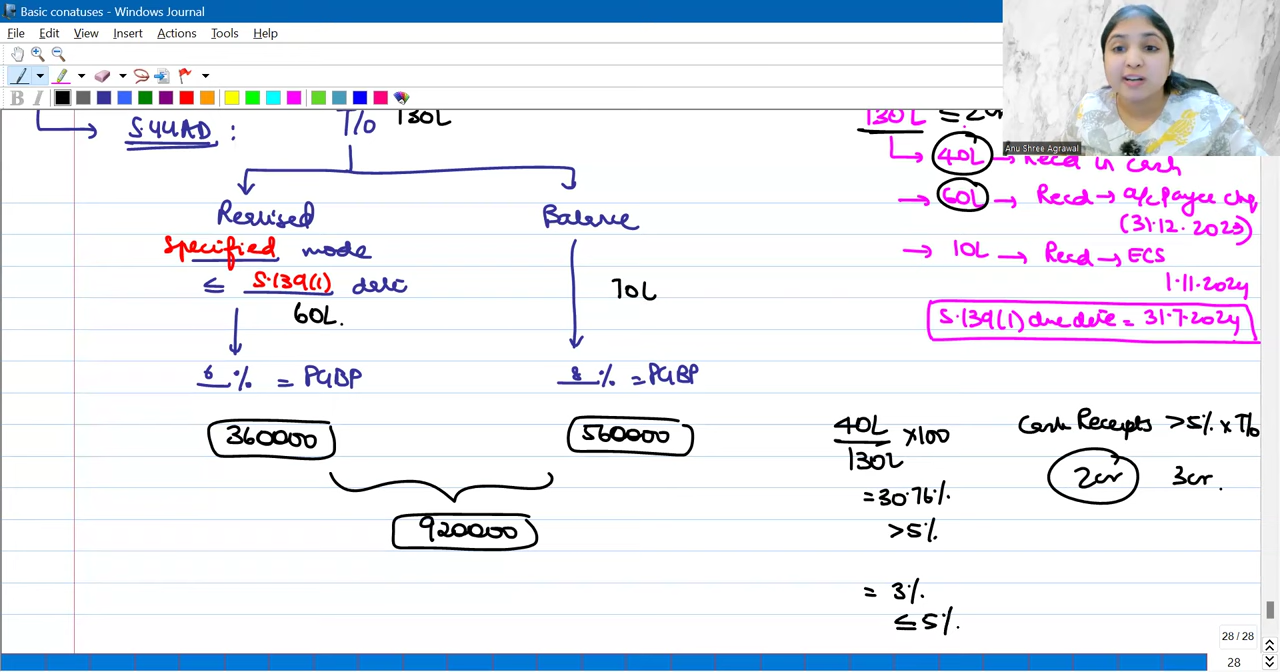 Basic conatuses - Windows Journal
File Edit View Insert Actions Tools Help
B I
S44AD : T/o 130L
Realised
Specified mode
≤ S.139(1) date
60L.
6 % = PGBP
360000
Balance
70L
8 % = PGBP
560000
920000
130L ≤ 2cr
40L → Recd in cash
→ 60L → Recd → a/c Payee chq
(31.12.2023)
→ 10L → Recd → ECS
1.11.2024
S.139(1) due date = 31.7.2024
40L
130L
×100
= 30.76%
>5%
= 3%
≤ 5%.
Cash Receipts >5% × T/o
2cr 3cr.
Anu Shree Agrawal
28 / 28
28